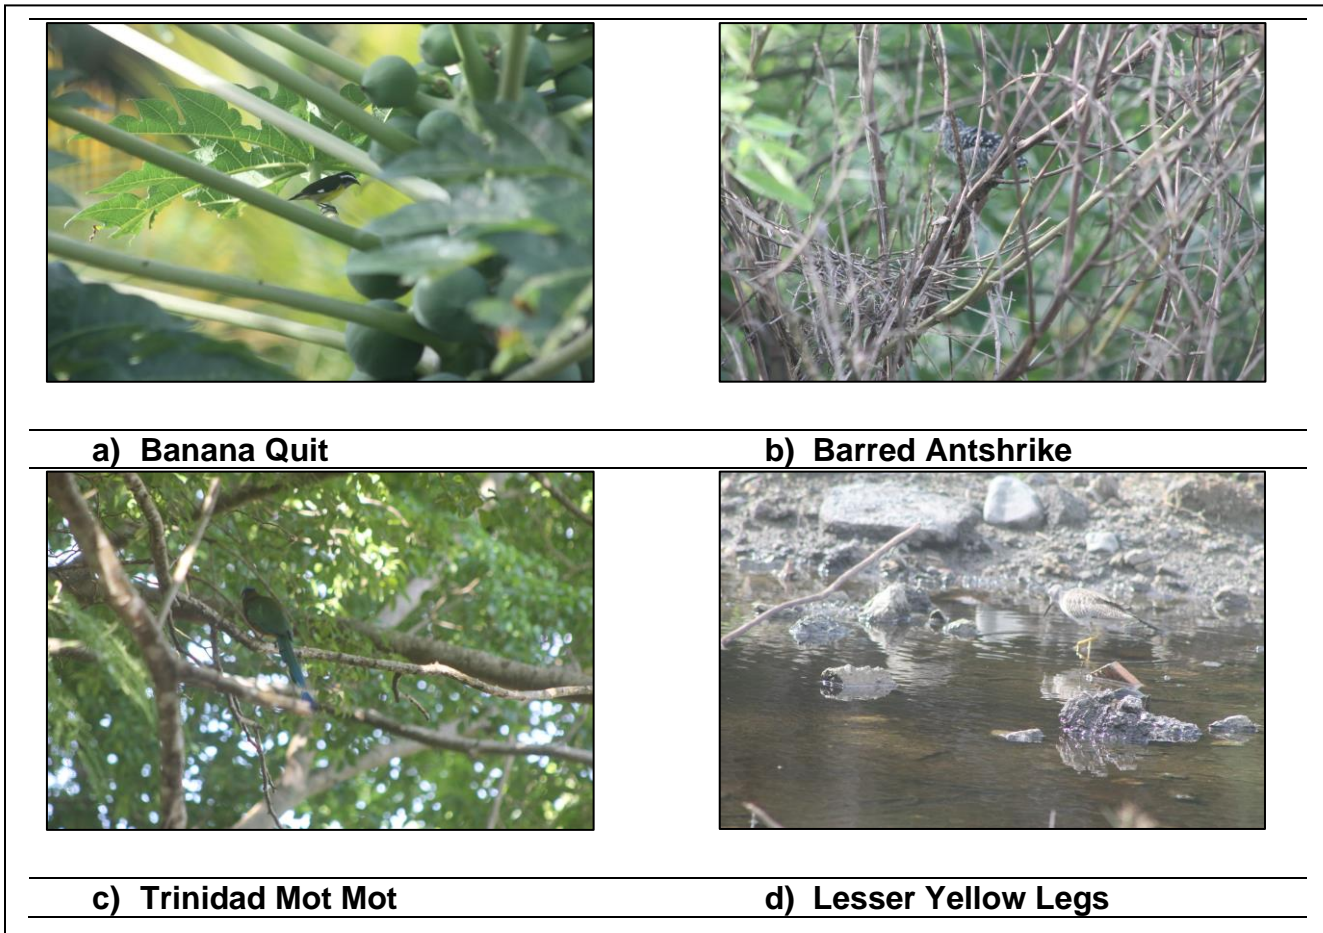 a) Banana Quit
b) Barred Antshrike
c) Trinidad Mot Mot
d) Lesser Yellow Legs